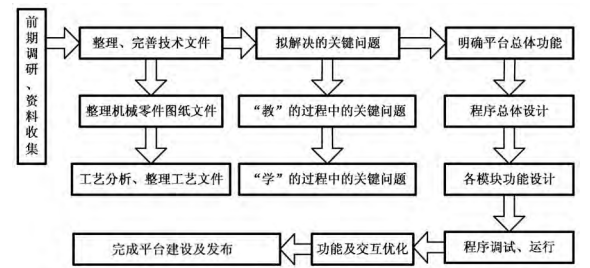 前期调研、资料收集
整理、完善技术文件
拟解决的关键问题
明确平台总体功能
整理机械零件图纸文件
“教”的过程中的关键问题
程序总体设计
工艺分析、整理工艺文件
“学”的过程中的关键问题
各模块功能设计
完成平台建设及发布
功能及交互优化
程序调试、运行